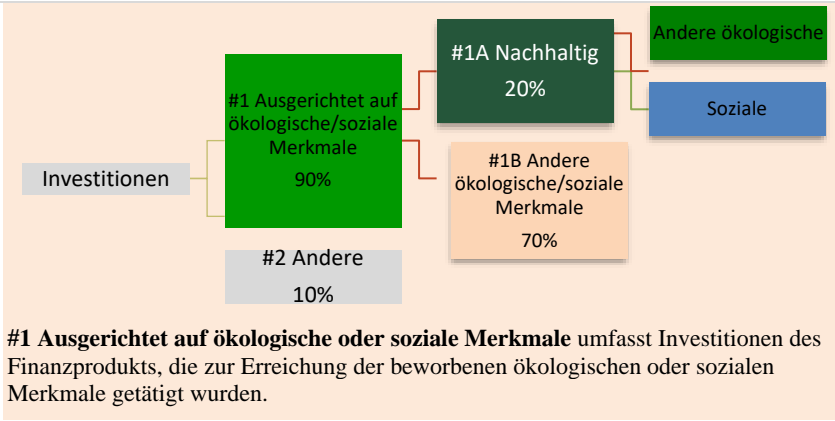 Investitionen
#1 Ausgerichtet auf
ökologische/soziale
Merkmale
90%
#2 Andere
10%
#1A Nachhaltig
20%
#1B Andere
ökologische/soziale
Merkmale
70%
Andere ökologische
Soziale
#1 Ausgerichtet auf ökologische oder soziale Merkmale umfasst Investitionen des
Finanzprodukts, die zur Erreichung der beworbenen ökologischen oder sozialen
Merkmale getätigt wurden.